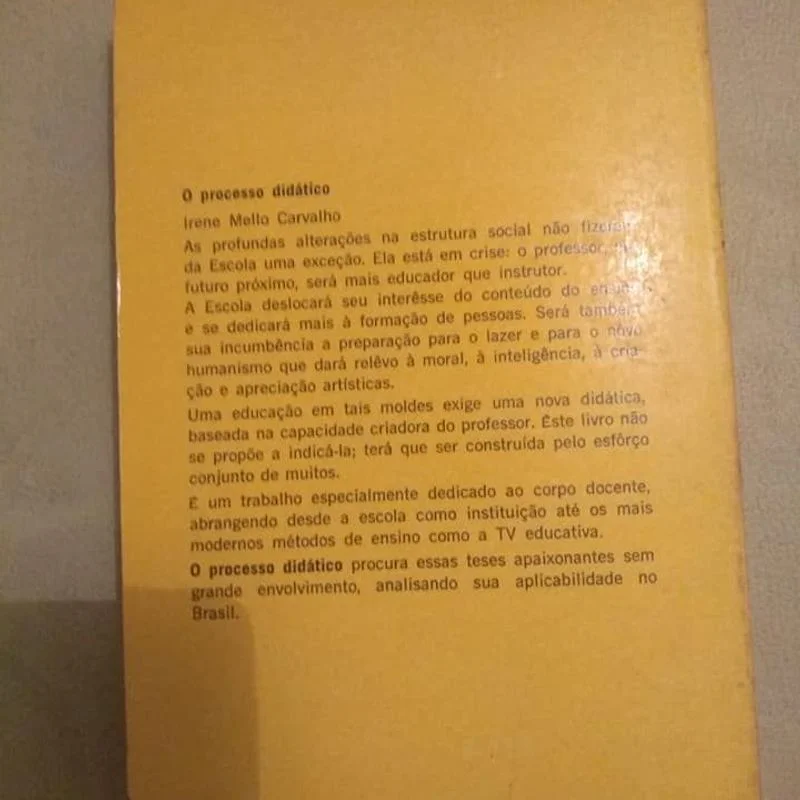 O processo didático
Irene Mello Carvalho
As profundas alterações na estrutura social não fizeram
da Escola uma exceção. Ela está em crise: o professor,
futuro próximo, será mais educador que instrutor.
A Escola deslocará seu interêsse do conteúdo do ensino
e se dedicará mais à formação de pessoas. Será também
sua incumbência a preparação para o lazer e para o nôvo
humanismo que dará relêvo à moral, à inteligência, à cria-
ção e apreciação artísticas.
Uma educação em tais moldes exige uma nova didática,
baseada na capacidade criadora do professor. Êste livro não
se propõe a indicá-la; terá que ser construída pelo esfôrço
conjunto de muitos.
É um trabalho especialmente dedicado ao corpo docente,
abrangendo desde a escola como instituição até os mais
modernos métodos de ensino como a TV educativa.
O processo didático procura essas teses apaixonantes sem
grande envolvimento, analisando sua aplicabilidade no
Brasil.